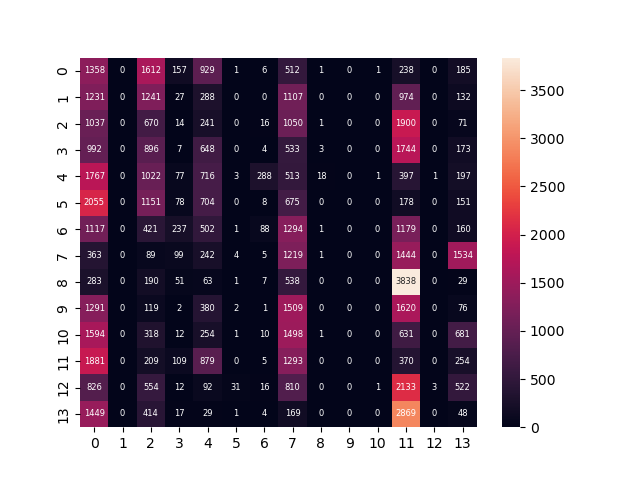 0 1358 0 1612 157 929 1 6 512 1 0 1 238 0 185
1 1231 0 1241 27 288 0 0 1107 0 0 0 974 0 132
2 1037 0 670 14 241 0 16 1050 1 0 0 1900 0 71
3 992 0 896 7 648 0 4 533 3 0 0 1744 0 173
4 1767 0 1022 77 716 3 288 513 18 0 1 397 1 197
5 2055 0 1151 78 704 0 8 675 0 0 0 178 0 151
6 1117 0 421 237 502 1 88 1294 1 0 0 1179 0 160
7 363 0 89 99 242 4 5 1219 1 0 0 1444 0 1534
8 283 0 190 51 63 1 7 538 0 0 0 3838 0 29
9 1291 0 119 2 380 2 1 1509 0 0 0 1620 0 76
10 1594 0 318 12 254 1 10 1498 1 0 0 631 0 681
11 1881 0 209 109 879 0 5 1293 0 0 0 370 0 254
12 826 0 554 12 92 31 16 810 0 0 1 2133 3 522
13 1449 0 414 17 29 1 4 169 0 0 0 2869 0 48
0 1 2 3 4 5 6 7 8 9 10 11 12 13
3500
3000
2500
2000
1500
1000
500
0